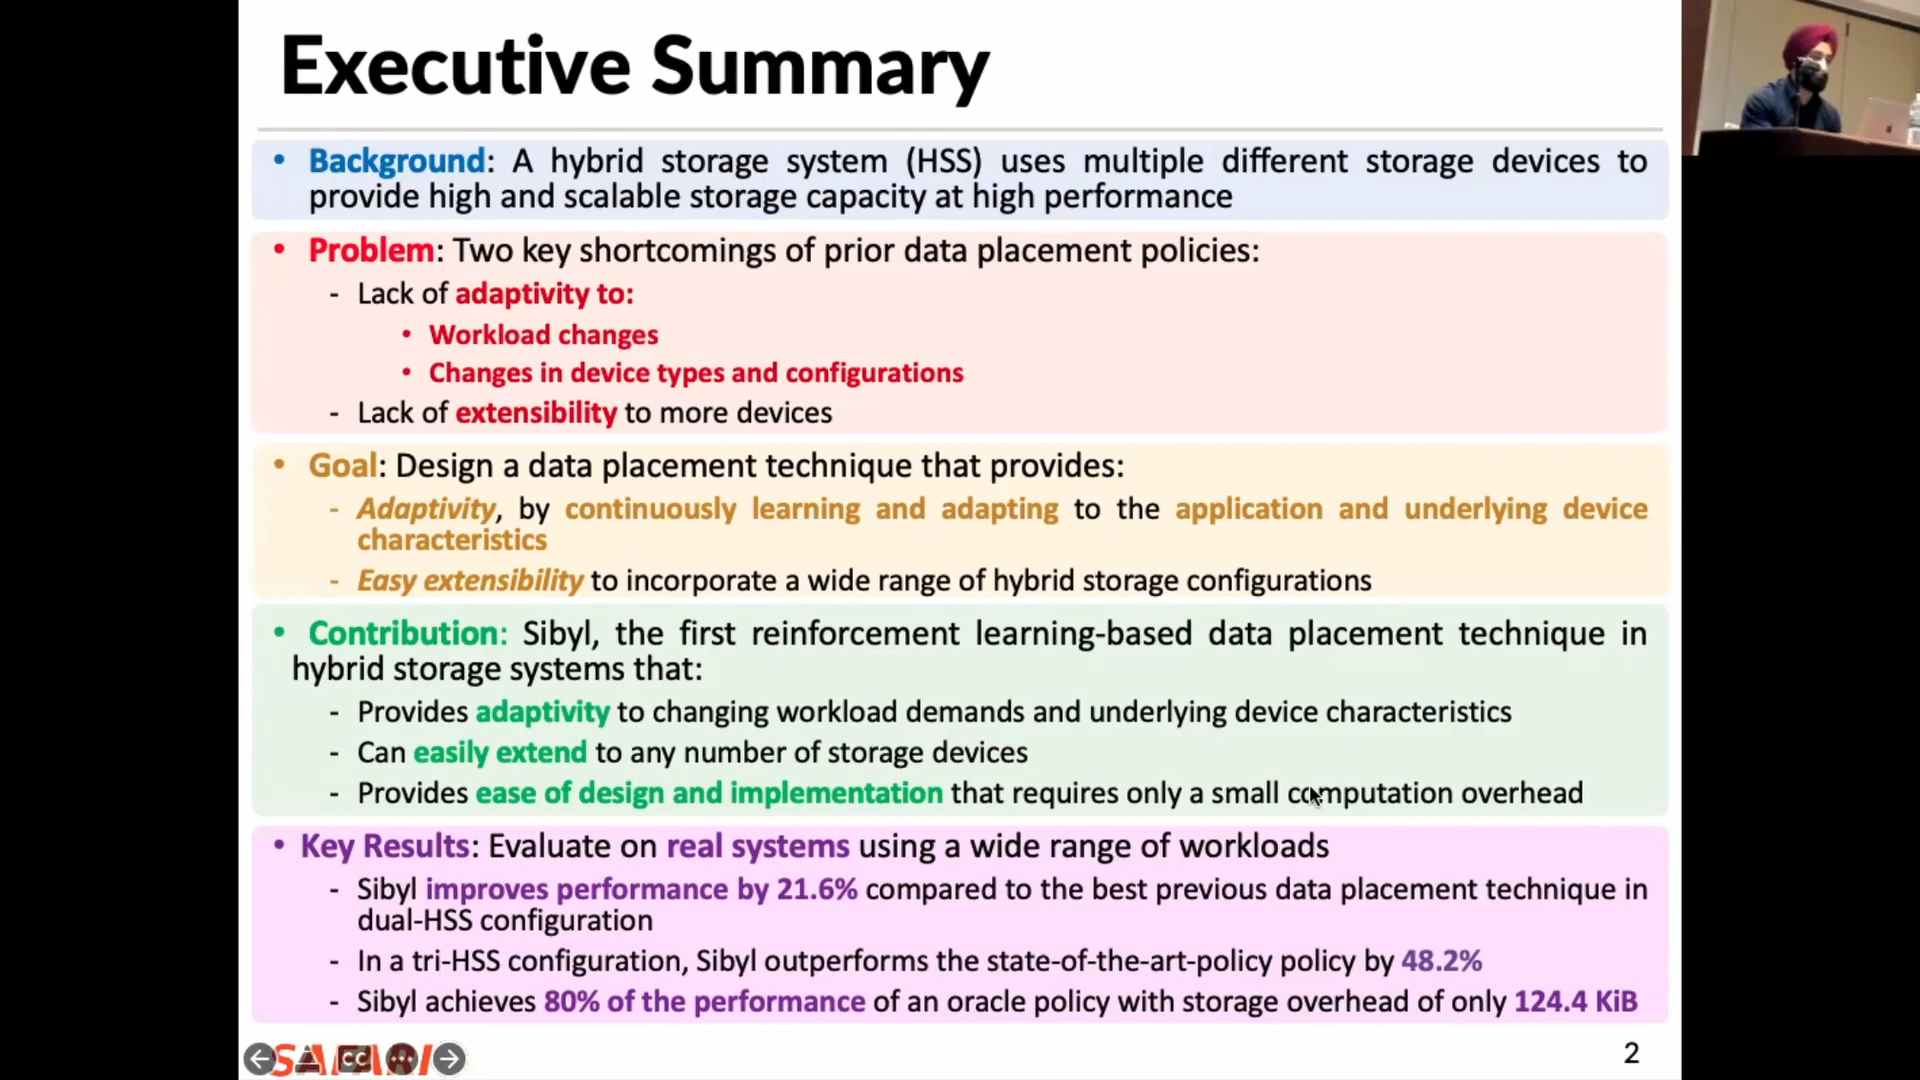 Executive Summary
• Background: A hybrid storage system (HSS) uses multiple different storage devices to
provide high and scalable storage capacity at high performance
• Problem: Two key shortcomings of prior data placement policies:
- Lack of adaptivity to:
• Workload changes
• Changes in device types and configurations
- Lack of extensibility to more devices
• Goal: Design a data placement technique that provides:
- Adaptivity, by continuously learning and adapting to the application and underlying device
characteristics
- Easy extensibility to incorporate a wide range of hybrid storage configurations
• Contribution: Sibyl, the first reinforcement learning-based data placement technique in
hybrid storage systems that:
- Provides adaptivity to changing workload demands and underlying device characteristics
- Can easily extend to any number of storage devices
- Provides ease of design and implementation that requires only a small computation overhead
• Key Results: Evaluate on real systems using a wide range of workloads
- Sibyl improves performance by 21.6% compared to the best previous data placement technique in
dual-HSS configuration
- In a tri-HSS configuration, Sibyl outperforms the state-of-the-art-policy policy by 48.2%
- Sibyl achieves 80% of the performance of an oracle policy with storage overhead of only 124.4 KiB
SAFARI
CC
2